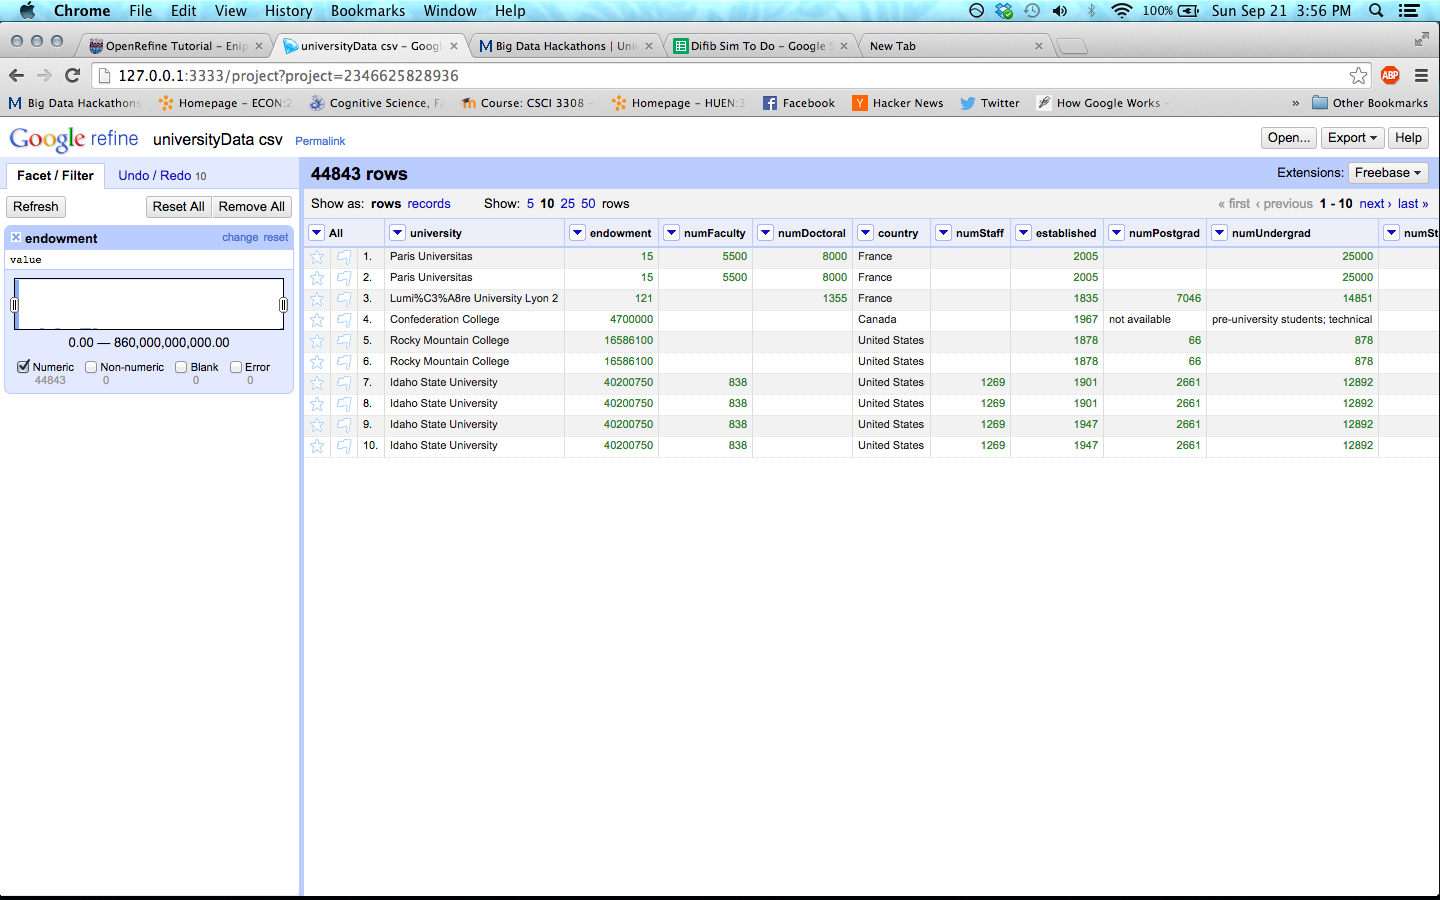 Chrome File Edit View History Bookmarks Window Help 100% Sun Sep 21 3:56 PM
OpenRefine Tutorial – Enip universityData csv – Googl Big Data Hackathons | Uni Difib Sim To Do – Google S New Tab
127.0.0.1:3333/project?project=2346625828936 ABP
Big Data Hackathons Homepage – ECON:2 Cognitive Science, Fa Course: CSCI 3308 – Homepage – HUEN:3 Facebook Hacker News Twitter How Google Works – » Other Bookmarks
Google refine universityData csv Permalink Open... Export Help
Facet / Filter Undo / Redo 10 44843 rows Extensions: Freebase
Refresh Reset All Remove All Show as: rows records Show: 5 10 25 50 rows « first ‹ previous 1 - 10 next › last »
endowment change reset
value
0.00 — 860,000,000,000.00
Numeric Non-numeric Blank Error
44843 0 0 0
All university endowment numFaculty numDoctoral country numStaff established numPostgrad numUndergrad numSt
1. Paris Universitas 15 5500 8000 France 2005 25000
2. Paris Universitas 15 5500 8000 France 2005 25000
3. Lumi%C3%A8re University Lyon 2 121 1355 France 1835 7046 14851
4. Confederation College 4700000 Canada 1967 not available pre-university students; technical
5. Rocky Mountain College 16586100 United States 1878 66 878
6. Rocky Mountain College 16586100 United States 1878 66 878
7. Idaho State University 40200750 838 United States 1269 1901 2661 12892
8. Idaho State University 40200750 838 United States 1269 1901 2661 12892
9. Idaho State University 40200750 838 United States 1269 1947 2661 12892
10. Idaho State University 40200750 838 United States 1269 1947 2661 12892